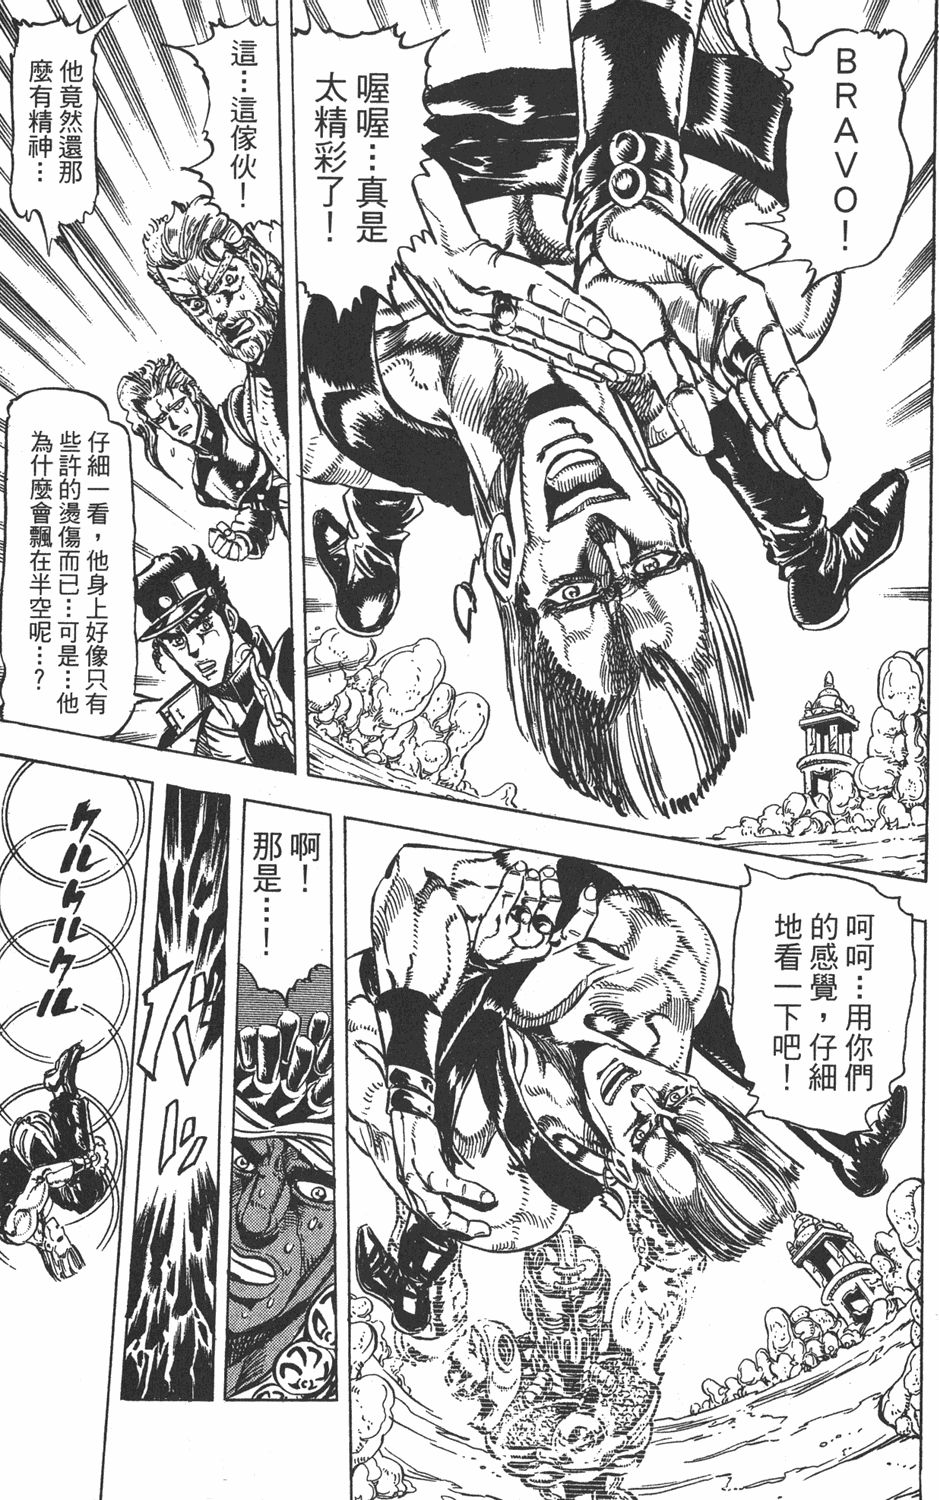 BRAVO！
喔喔…真是
太精彩了！
這…這傢伙！
他竟然還那
麼有精神…
仔細一看，他身上好像只有
些許的燙傷而已…可是…他
為什麼會飄在半空呢…？
呵呵…用你們
的感覺，仔細
地看一下吧！
啊！
那是…！
バシ
クルクルクルクル